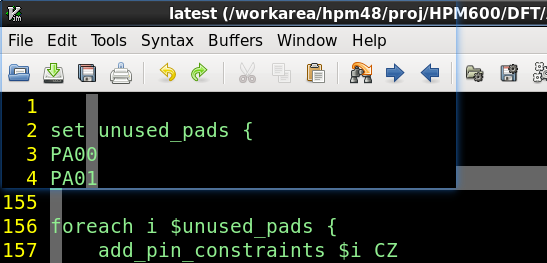 latest (/workarea/hpm48/proj/HPM600/DFT/
File Edit Tools Syntax Buffers Window Help
1
2 set unused_pads {
3 PA00
4 PA01
155
156 foreach i $unused_pads {
157 add_pin_constraints $i CZ